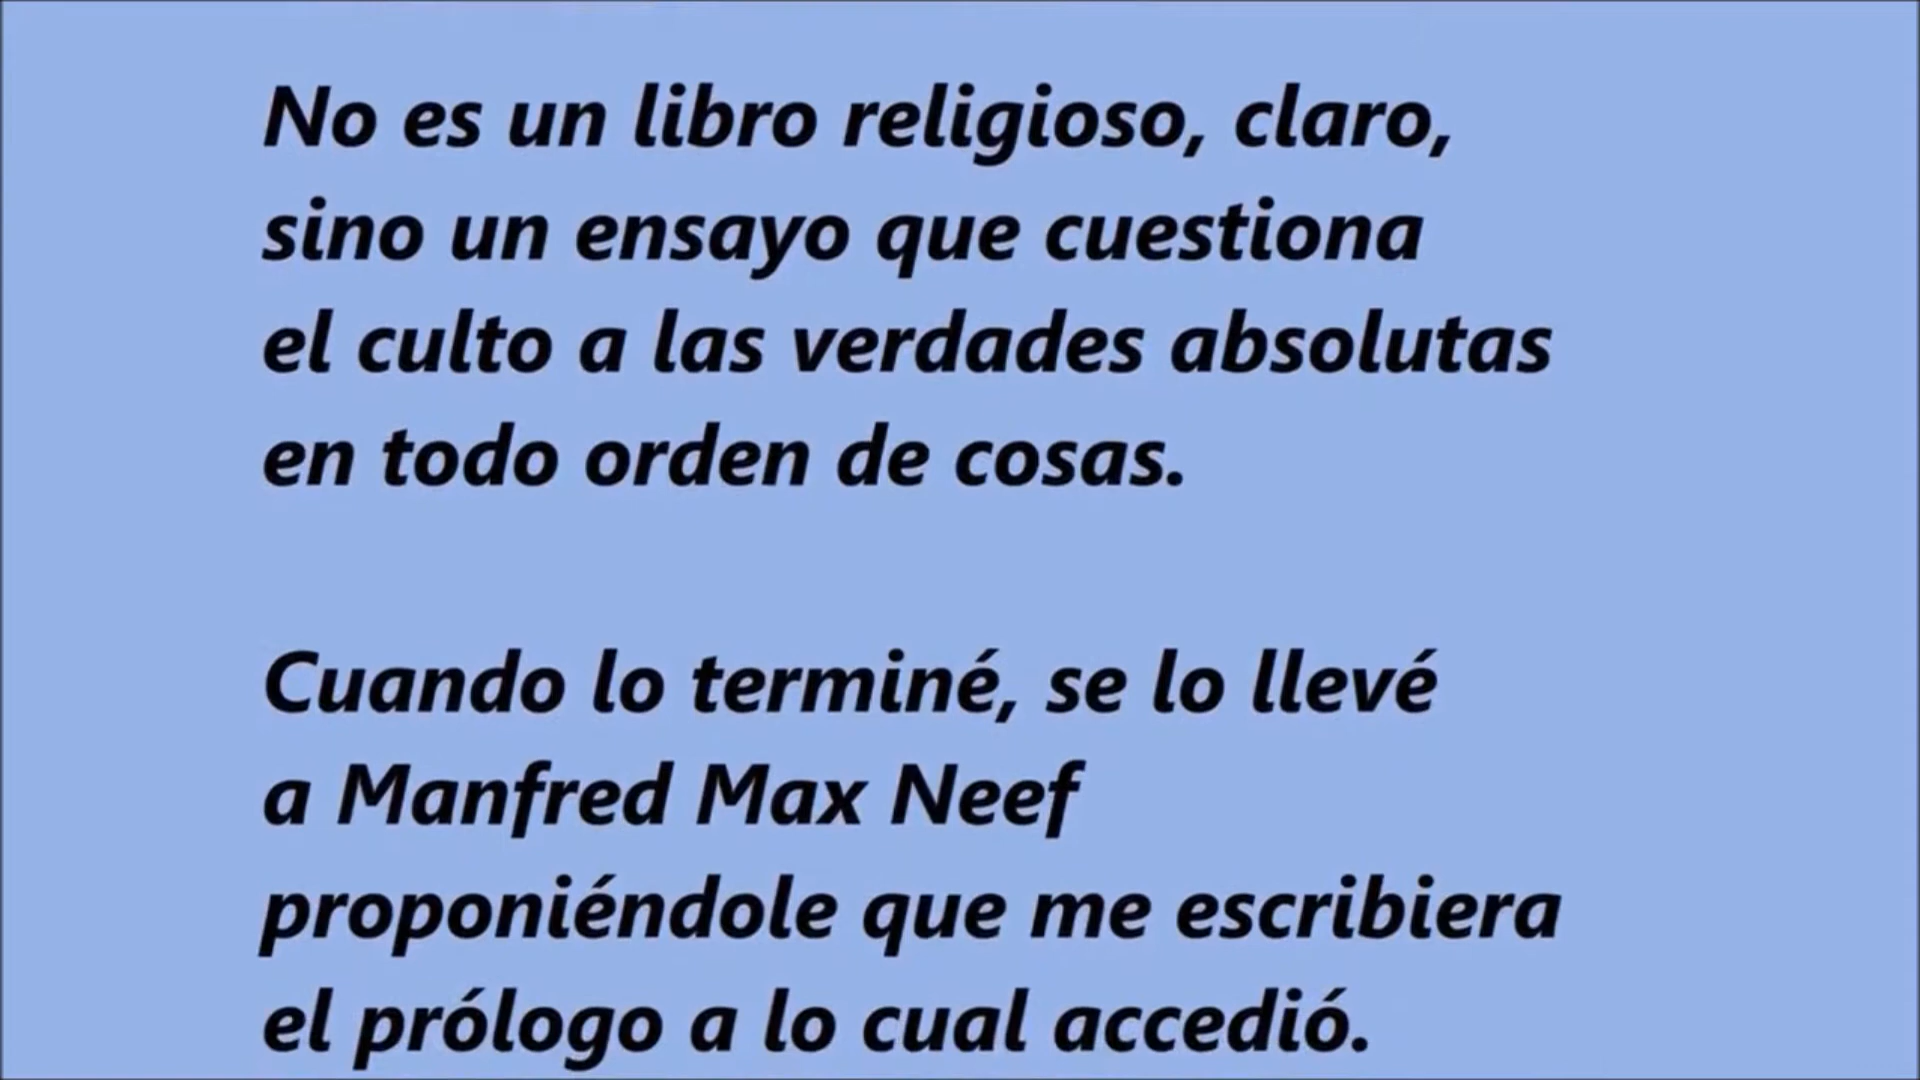 No es un libro religioso, claro,
sino un ensayo que cuestiona
el culto a las verdades absolutas
en todo orden de cosas.
Cuando lo terminé, se lo llevé
a Manfred Max Neef
proponiéndole que me escribiera
el prólogo a lo cual accedió.